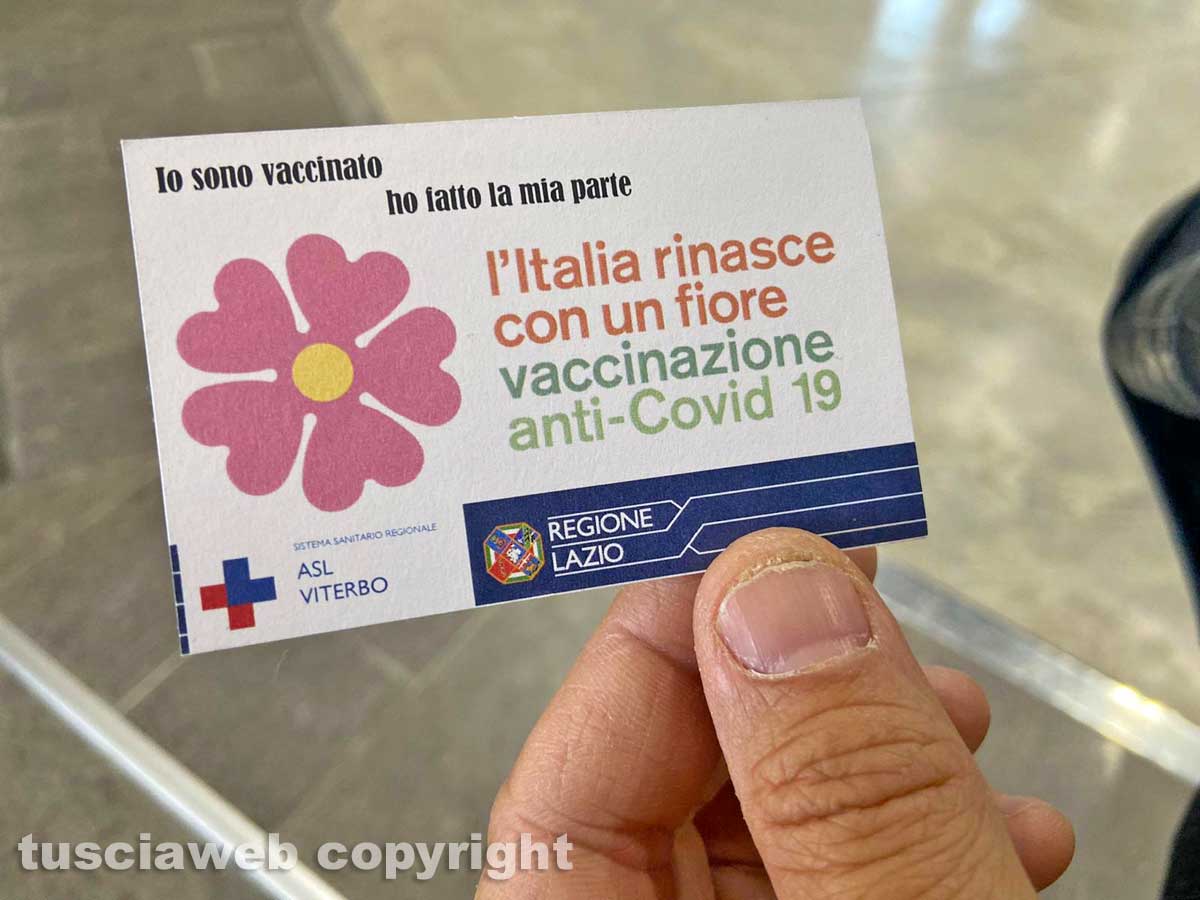 Io sono vaccinato
ho fatto la mia parte
l'Italia rinasce
con un fiore
vaccinazione
anti-Covid 19
SISTEMA SANITARIO REGIONALE
ASL
VITERBO
REGIONE
LAZIO
tusciaweb copyright